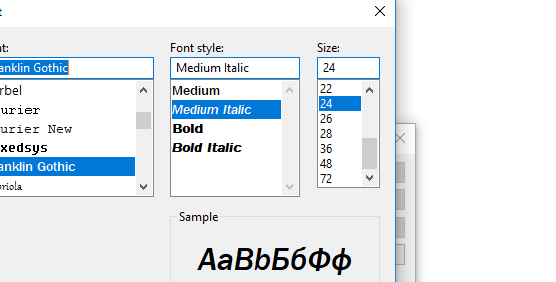 t
nt: Font style: Size:
anklin Gothic Medium Italic 24
rbel
urier
urier New
xedsys
anklin Gothic
briola
Medium
Medium Italic
Bold
Bold Italic
22
24
26
28
36
48
72
Sample
AaBbБбФф